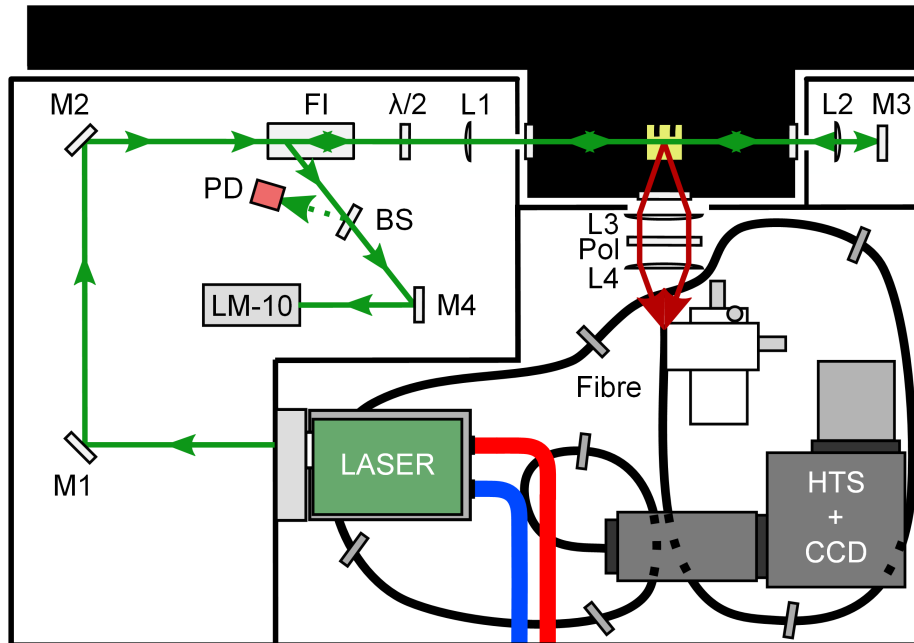 M2
FI
λ/2
L1
L2
M3
PD
BS
L3
Pol
L4
LM-10
M4
Fibre
M1
LASER
HTS
+
CCD